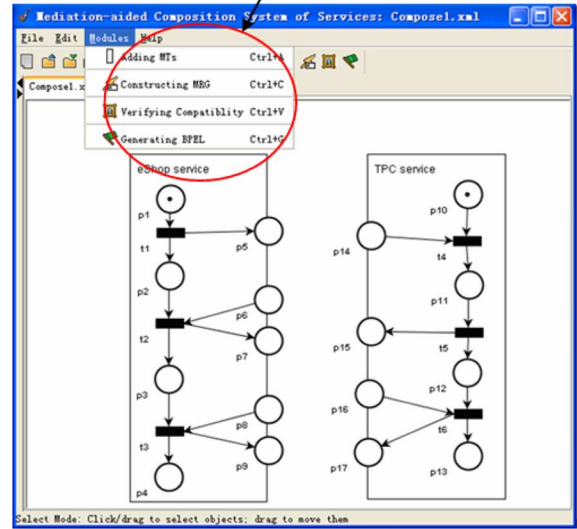 Mediation-aided Composition System of Services: Compose1.xml
File Edit Modules Help
Adding MTs Ctrl+A
Compose1.x
Constructing MRG Ctrl+C
Verifying Compatiblity Ctrl+V
Generating BPEL Ctrl+G
eShop service TPC service
p1 p10
t1 p5 p14 t4
p2 p11
p6
t2 p7 p15 t5
p12
p3 p8 p16
t6
t3 p9 p17 p13
p4
Select Mode: Click/drag to select objects; drag to move them